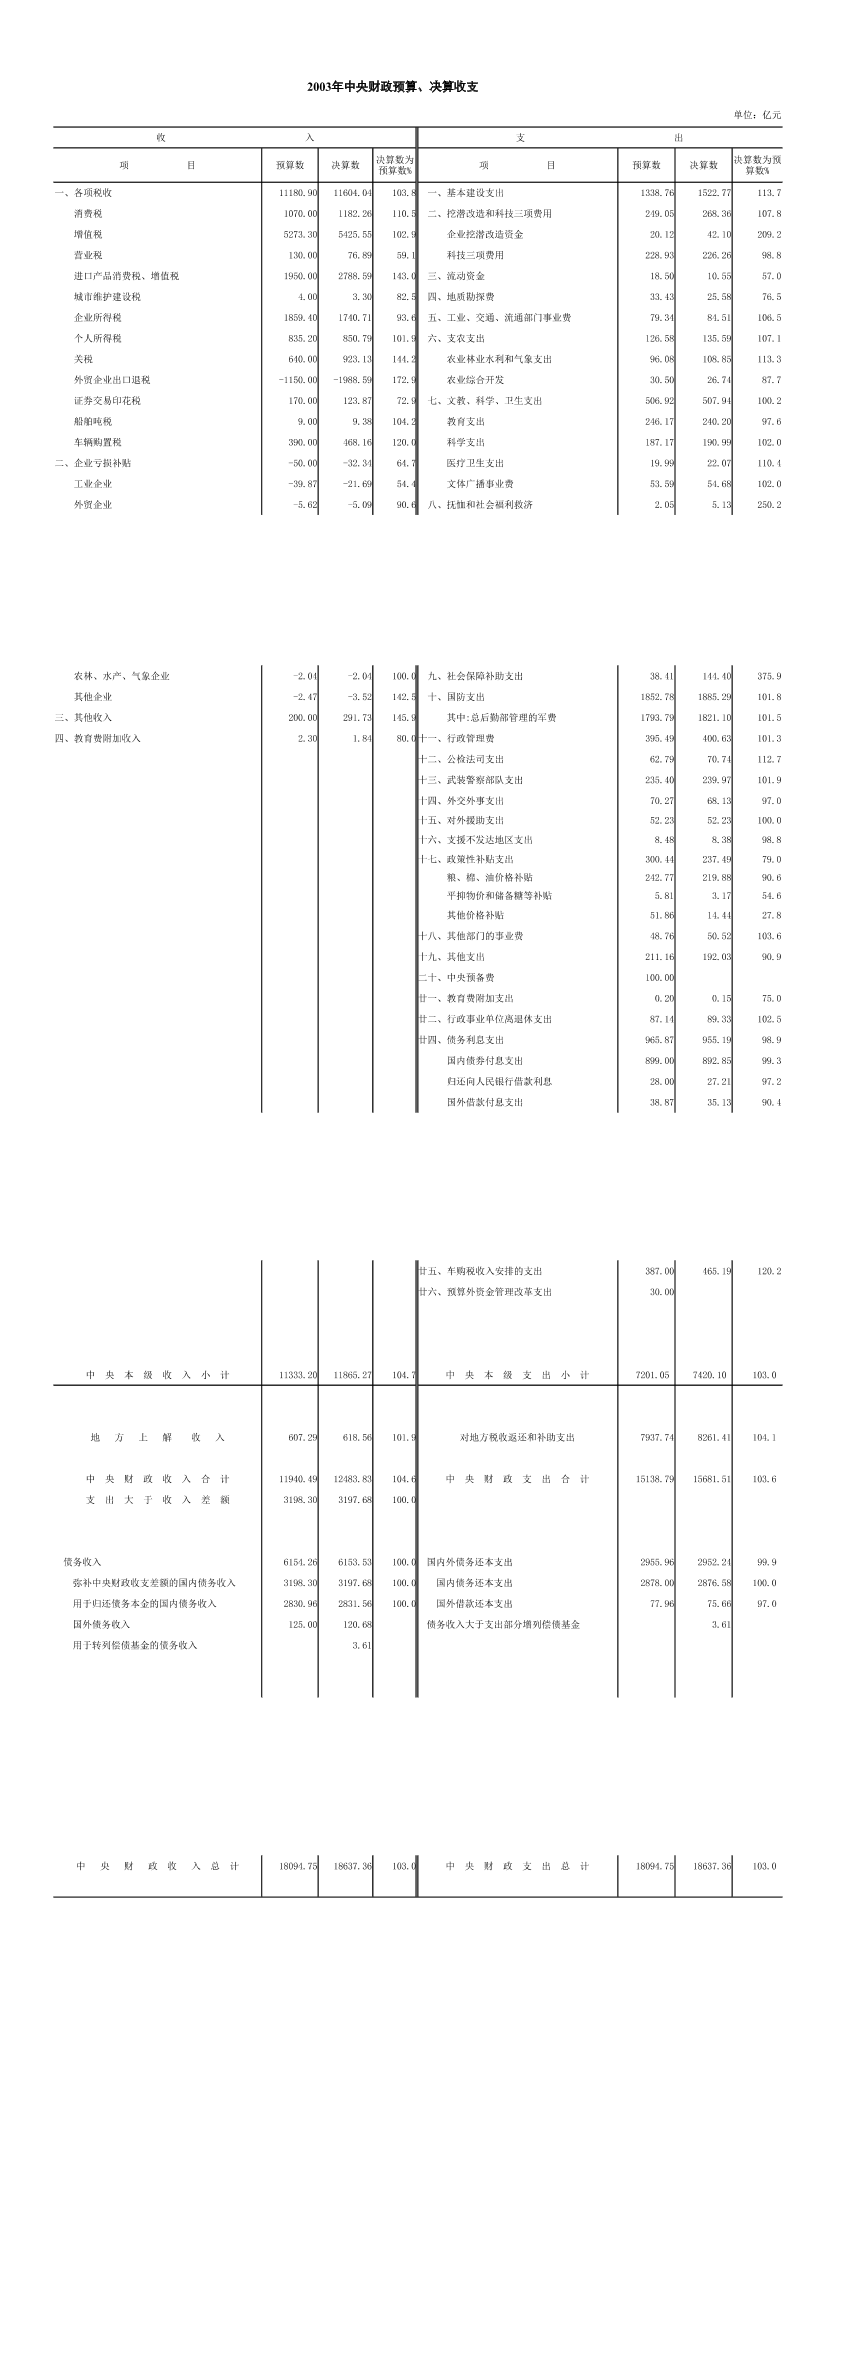 2003年中央财政预算、决算收支
单位：亿元
收 入 支 出
项 目 预算数 决算数 决算数为预算数% 项 目 预算数 决算数 决算数为预算数%
一、各项税收 11180.90 11604.04 103.8 一、基本建设支出 1338.76 1522.77 113.7
消费税 1070.00 1182.26 110.5 二、挖潜改造和科技三项费用 249.05 268.36 107.8
增值税 5273.30 5425.55 102.9 企业挖潜改造资金 20.12 42.10 209.2
营业税 130.00 76.89 59.1 科技三项费用 228.93 226.26 98.8
进口产品消费税、增值税 1950.00 2788.59 143.0 三、流动资金 18.50 10.55 57.0
城市维护建设税 4.00 3.30 82.5 四、地质勘探费 33.43 25.58 76.5
企业所得税 1859.40 1740.71 93.6 五、工业、交通、流通部门事业费 79.34 84.51 106.5
个人所得税 835.20 850.79 101.9 六、支农支出 126.58 135.59 107.1
关税 640.00 923.13 144.2 农业林业水利和气象支出 96.08 108.85 113.3
外贸企业出口退税 -1150.00 -1988.59 172.9 农业综合开发 30.50 26.74 87.7
证券交易印花税 170.00 123.87 72.9 七、文教、科学、卫生支出 506.92 507.94 100.2
船舶吨税 9.00 9.38 104.2 教育支出 246.17 240.20 97.6
车辆购置税 390.00 468.16 120.0 科学支出 187.17 190.99 102.0
二、企业亏损补贴 -50.00 -32.34 64.7 医疗卫生支出 19.99 22.07 110.4
工业企业 -39.87 -21.69 54.4 文体广播事业费 53.59 54.68 102.0
外贸企业 -5.62 -5.09 90.6 八、抚恤和社会福利救济 2.05 5.13 250.2
农林、水产、气象企业 -2.04 -2.04 100.0 九、社会保障补助支出 38.41 144.40 375.9
其他企业 -2.47 -3.52 142.5 十、国防支出 1852.78 1885.29 101.8
三、其他收入 200.00 291.73 145.9 其中:总后勤部管理的军费 1793.79 1821.10 101.5
四、教育费附加收入 2.30 1.84 80.0 十一、行政管理费 395.49 400.63 101.3
十二、公检法司支出 62.79 70.74 112.7
十三、武装警察部队支出 235.40 239.97 101.9
十四、外交外事支出 70.27 68.13 97.0
十五、对外援助支出 52.23 52.23 100.0
十六、支援不发达地区支出 8.48 8.38 98.8
十七、政策性补贴支出 300.44 237.49 79.0
粮、棉、油价格补贴 242.77 219.88 90.6
平抑物价和储备糖等补贴 5.81 3.17 54.6
其他价格补贴 51.86 14.44 27.8
十八、其他部门的事业费 48.76 50.52 103.6
十九、其他支出 211.16 192.03 90.9
二十、中央预备费 100.00
廿一、教育费附加支出 0.20 0.15 75.0
廿二、行政事业单位离退休支出 87.14 89.33 102.5
廿四、债务利息支出 965.87 955.19 98.9
国内债券付息支出 899.00 892.85 99.3
归还向人民银行借款利息 28.00 27.21 97.2
国外借款付息支出 38.87 35.13 90.4
廿五、车购税收入安排的支出 387.00 465.19 120.2
廿六、预算外资金管理改革支出 30.00
中央本级收入小计 11333.20 11865.27 104.7 中央本级支出小计 7201.05 7420.10 103.0
地方上解收入 607.29 618.56 101.9 对地方税收返还和补助支出 7937.74 8261.41 104.1
中央财政收入合计 11940.49 12483.83 104.6 中央财政支出合计 15138.79 15681.51 103.6
支出大于收入差额 3198.30 3197.68 100.0
债务收入 6154.26 6153.53 100.0 国内外债务还本支出 2955.96 2952.24 99.9
弥补中央财政收支差额的国内债务收入 3198.30 3197.68 100.0 国内债务还本支出 2878.00 2876.58 100.0
用于归还债务本金的国内债务收入 2830.96 2831.56 100.0 国外借款还本支出 77.96 75.66 97.0
国外债务收入 125.00 120.68 债务收入大于支出部分增列偿债基金 3.61
用于转列偿债基金的债务收入 3.61
中央财政收入总计 18094.75 18637.36 103.0 中央财政支出总计 18094.75 18637.36 103.0